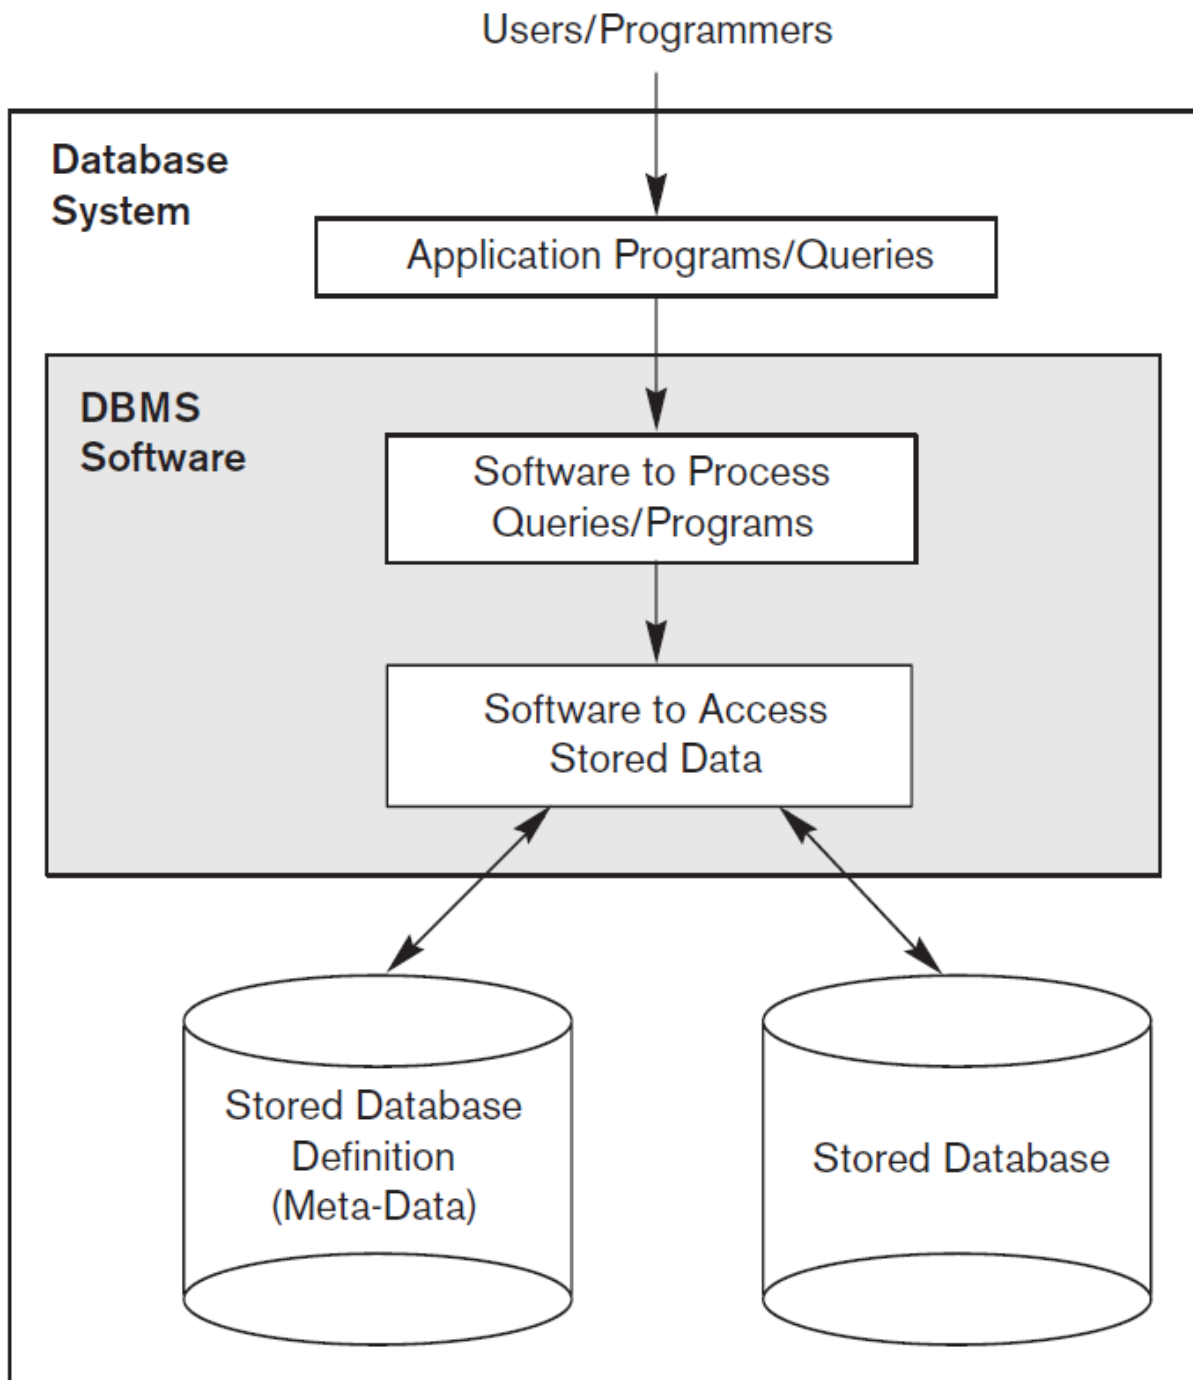 Users/Programmers
Database
System
Application Programs/Queries
DBMS
Software
Software to Process
Queries/Programs
Software to Access
Stored Data
Stored Database
Definition
(Meta-Data)
Stored Database